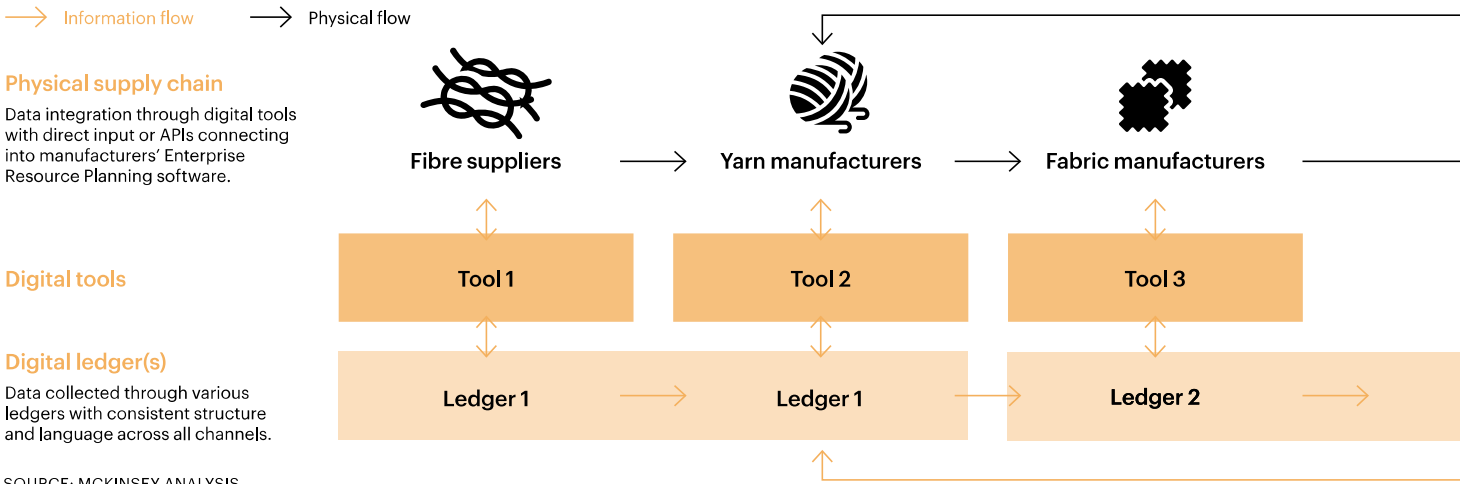 Information flow
Physical flow
Physical supply chain
Data integration through digital tools
with direct input or APIs connecting
into manufacturers’ Enterprise
Resource Planning software.
Fibre suppliers
Yarn manufacturers
Fabric manufacturers
Digital tools
Tool 1
Tool 2
Tool 3
Digital ledger(s)
Data collected through various
ledgers with consistent structure
and language across all channels.
Ledger 1
Ledger 1
Ledger 2
SOURCE: MCKINSEY ANALYSIS